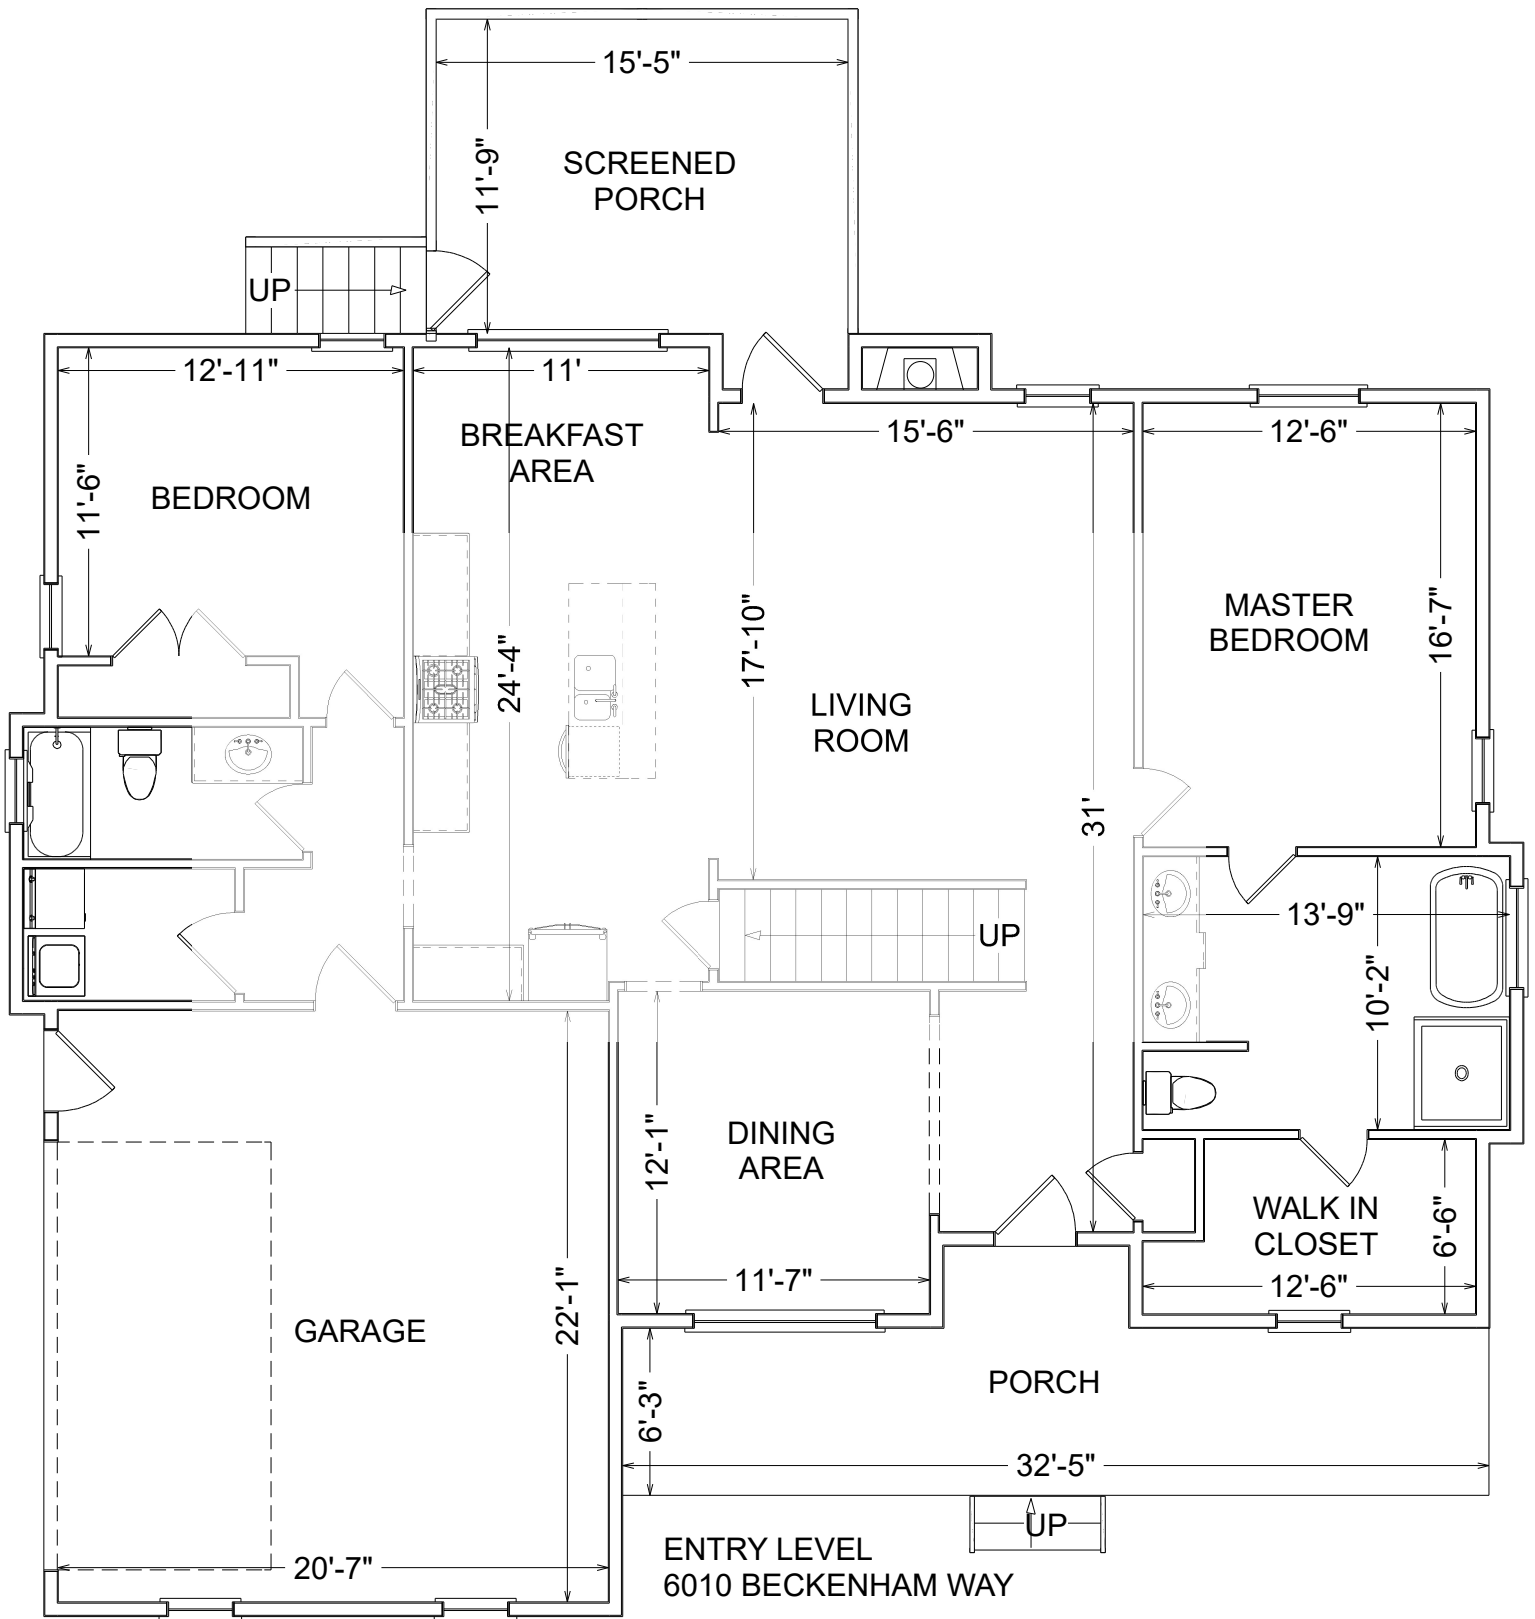 15'-5"
11'-9"
SCREENED
PORCH
UP
12'-11"
11'
BREAKFAST
AREA
15'-6"
12'-6"
11'-6"
BEDROOM
24'-4"
17'-10"
MASTER
BEDROOM
16'-7"
LIVING
ROOM
31'
UP
13'-9"
10'-2"
DINING
AREA
12'-1"
11'-7"
WALK IN
CLOSET
6'-6"
12'-6"
GARAGE
22'-1"
PORCH
6'-3"
32'-5"
UP
20'-7"
ENTRY LEVEL
6010 BECKENHAM WAY